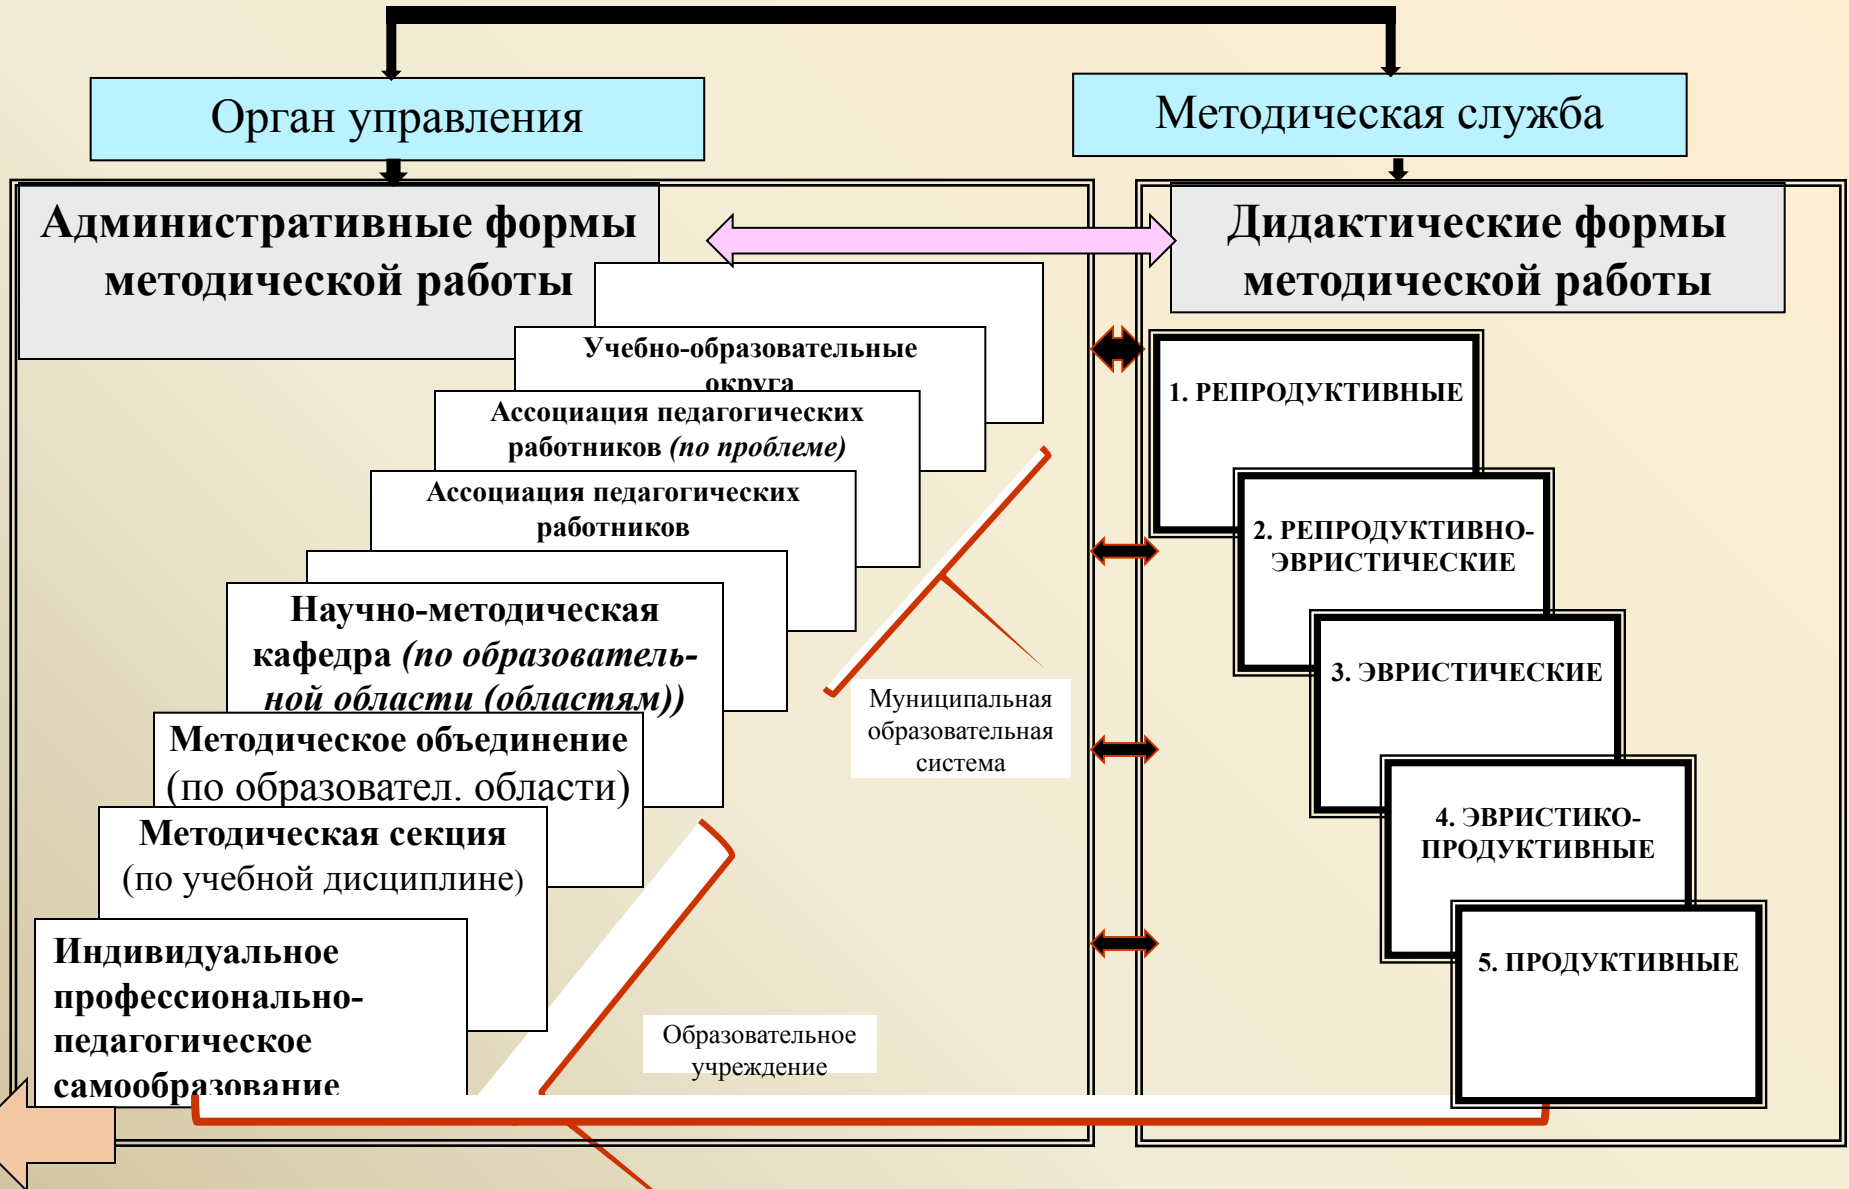 Орган управления
Методическая служба
Административные формы
методической работы
Дидактические формы
методической работы
Учебно-образовательные
округа
Ассоциация педагогических
работников (по проблеме)
Ассоциация педагогических
работников
Научно-методическая
кафедра (по образователь-
ной области (областям))
Методическое объединение
(по образовател. области)
Методическая секция
(по учебной дисциплине)
Индивидуальное
профессионально-
педагогическое
самообразование
Муниципальная
образовательная
система
Образовательное
учреждение
1. РЕПРОДУКТИВНЫЕ
2. РЕПРОДУКТИВНО-
ЭВРИСТИЧЕСКИЕ
3. ЭВРИСТИЧЕСКИЕ
4. ЭВРИСТИКО-
ПРОДУКТИВНЫЕ
5. ПРОДУКТИВНЫЕ